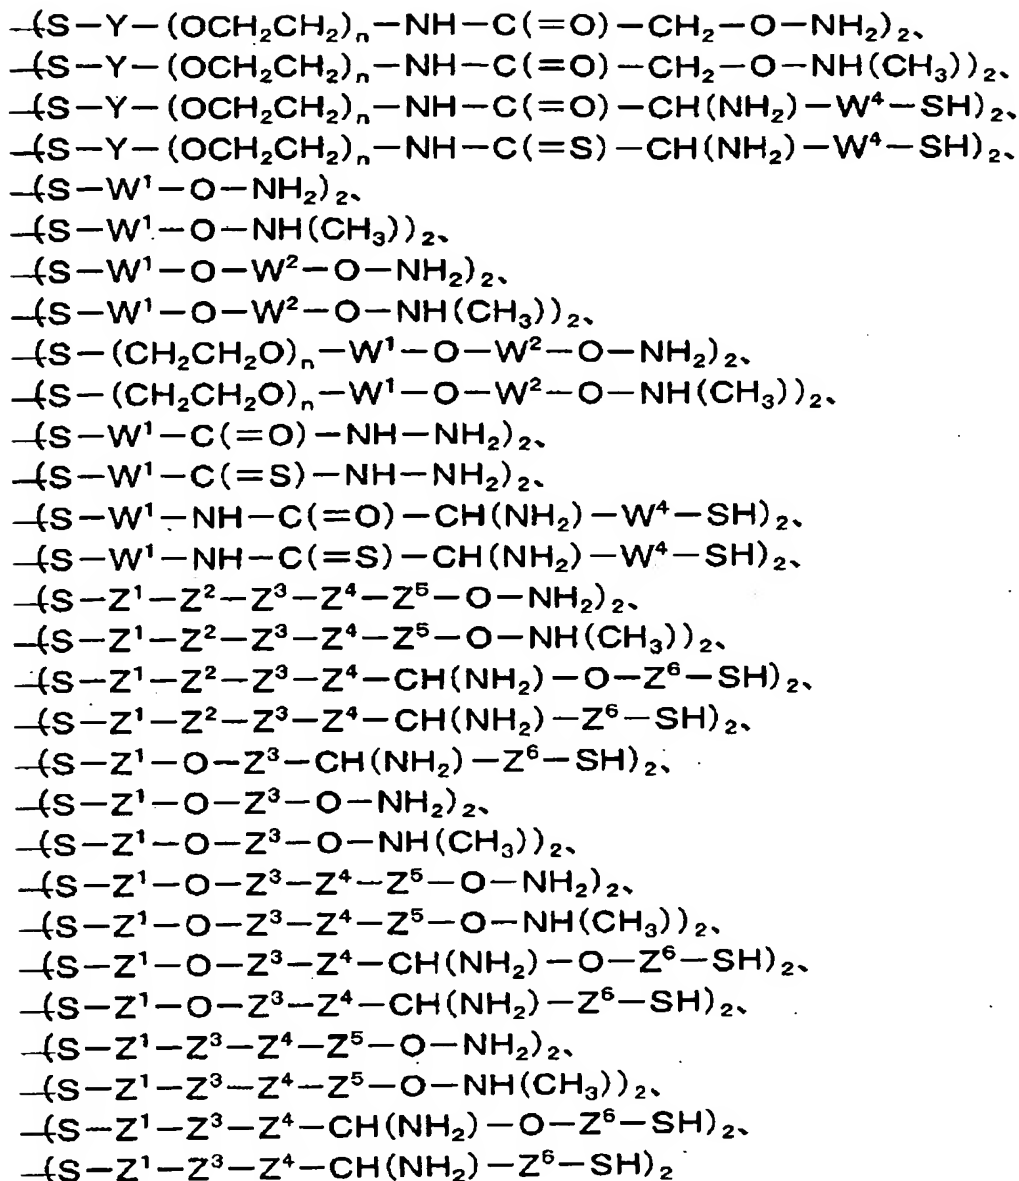 -(S-Y-(OCH₂CH₂)ₙ-NH-C(=O)-CH₂-O-NH₂)₂、
-(S-Y-(OCH₂CH₂)ₙ-NH-C(=O)-CH₂-O-NH(CH₃))₂、
-(S-Y-(OCH₂CH₂)ₙ-NH-C(=O)-CH(NH₂)-W⁴-SH)₂、
-(S-Y-(OCH₂CH₂)ₙ-NH-C(=S)-CH(NH₂)-W⁴-SH)₂、
-(S-W¹-O-NH₂)₂、
-(S-W¹-O-NH(CH₃))₂、
-(S-W¹-O-W²-O-NH₂)₂、
-(S-W¹-O-W²-O-NH(CH₃))₂、
-(S-(CH₂CH₂O)ₙ-W¹-O-W²-O-NH₂)₂、
-(S-(CH₂CH₂O)ₙ-W¹-O-W²-O-NH(CH₃))₂、
-(S-W¹-C(=O)-NH-NH₂)₂、
-(S-W¹-C(=S)-NH-NH₂)₂、
-(S-W¹-NH-C(=O)-CH(NH₂)-W⁴-SH)₂、
-(S-W¹-NH-C(=S)-CH(NH₂)-W⁴-SH)₂、
-(S-Z¹-Z²-Z³-Z⁴-Z⁵-O-NH₂)₂、
-(S-Z¹-Z²-Z³-Z⁴-Z⁵-O-NH(CH₃))₂、
-(S-Z¹-Z²-Z³-Z⁴-CH(NH₂)-O-Z⁶-SH)₂、
-(S-Z¹-Z²-Z³-Z⁴-CH(NH₂)-Z⁶-SH)₂、
-(S-Z¹-O-Z³-CH(NH₂)-Z⁶-SH)₂、
-(S-Z¹-O-Z³-O-NH₂)₂、
-(S-Z¹-O-Z³-O-NH(CH₃))₂、
-(S-Z¹-O-Z³-Z⁴-Z⁵-O-NH₂)₂、
-(S-Z¹-O-Z³-Z⁴-Z⁵-O-NH(CH₃))₂、
-(S-Z¹-O-Z³-Z⁴-CH(NH₂)-O-Z⁶-SH)₂、
-(S-Z¹-O-Z³-Z⁴-CH(NH₂)-Z⁶-SH)₂、
-(S-Z¹-Z³-Z⁴-Z⁵-O-NH₂)₂、
-(S-Z¹-Z³-Z⁴-Z⁵-O-NH(CH₃))₂、
-(S-Z¹-Z³-Z⁴-CH(NH₂)-O-Z⁶-SH)₂、
-(S-Z¹-Z³-Z⁴-CH(NH₂)-Z⁶-SH)₂